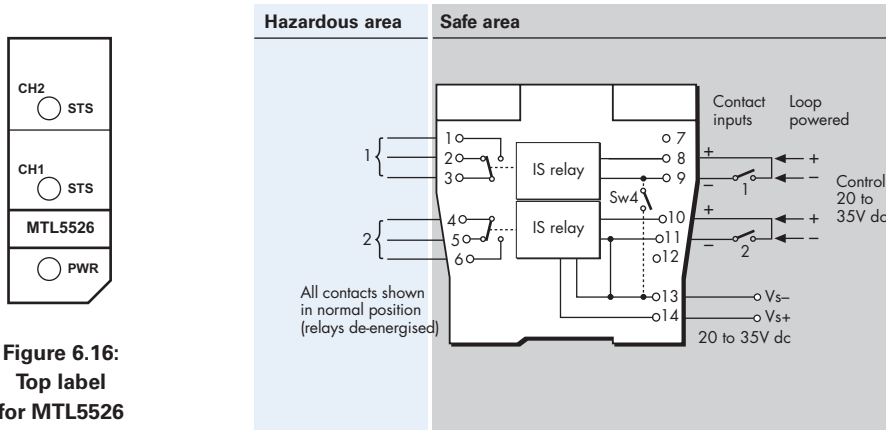 CH2
STS
CH1
STS
MTL5526
PWR
Figure 6.16:
Top label
for MTL5526
Hazardous area
Safe area
Contact
inputs
Loop
powered
1
1
2
3
IS relay
7
8
9
+
–
1
+
–
Sw4
Control
20 to
35V dc
2
4
5
6
IS relay
10
11
12
+
–
2
+
–
All contacts shown
in normal position
(relays de-energised)
13
14
Vs–
Vs+
20 to 35V dc